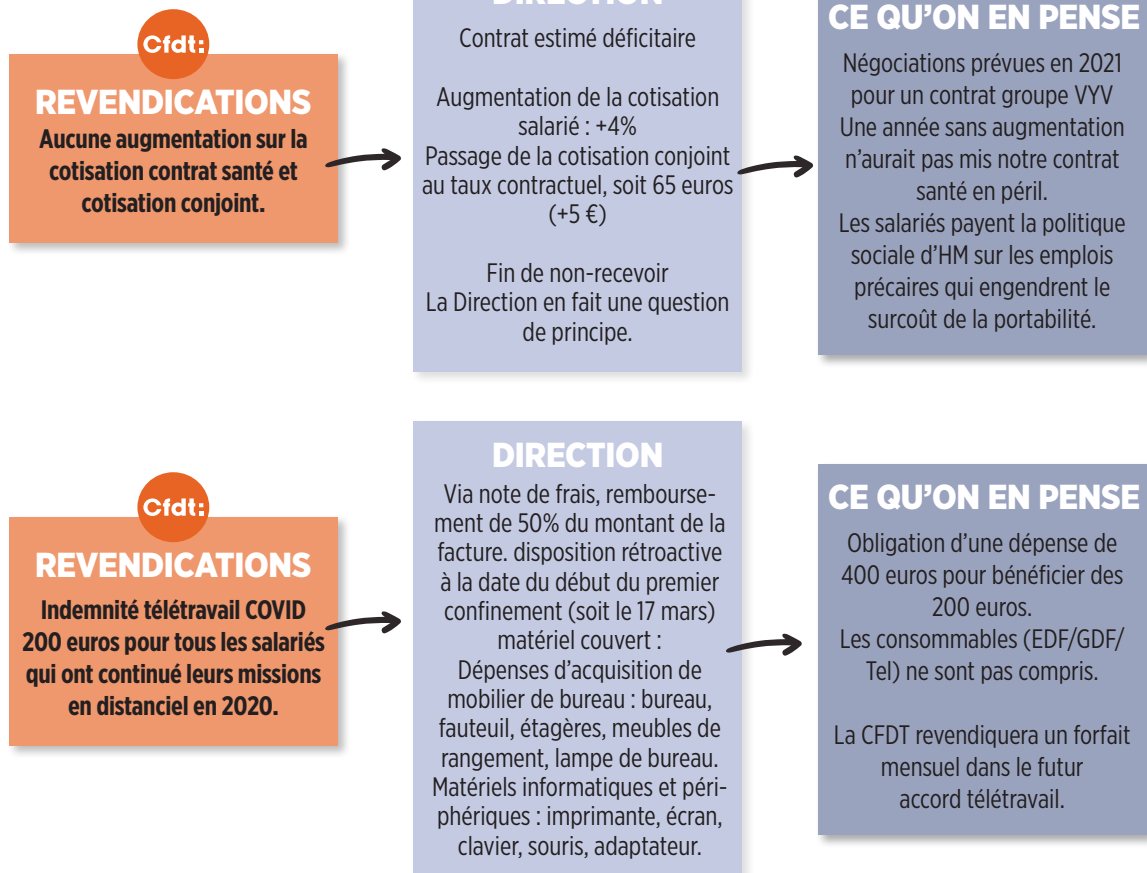 Cfdt:
REVENDICATIONS
Aucune augmentation sur la
cotisation contrat santé et
cotisation conjoint.
DIRECTION
Contrat estimé déficitaire
Augmentation de la cotisation
salarié : +4%
Passage de la cotisation conjoint
au taux contractuel, soit 65 euros
(+5 €)
Fin de non-recevoir
La Direction en fait une question
de principe.
CE QU'ON EN PENSE
Négociations prévues en 2021
pour un contrat groupe VYV
Une année sans augmentation
n'aurait pas mis notre contrat
santé en péril.
Les salariés payent la politique
sociale d'HM sur les emplois
précaires qui engendrent le
surcoût de la portabilité.
Cfdt:
REVENDICATIONS
Indemnité télétravail COVID
200 euros pour tous les salariés
qui ont continué leurs missions
en distanciel en 2020.
DIRECTION
Via note de frais, rembourse-
ment de 50% du montant de la
facture. disposition rétroactive
à la date du début du premier
confinement (soit le 17 mars)
matériel couvert :
Dépenses d'acquisition de
mobilier de bureau : bureau,
fauteuil, étagères, meubles de
rangement, lampe de bureau.
Matériels informatiques et péri-
phériques : imprimante, écran,
clavier, souris, adaptateur.
CE QU'ON EN PENSE
Obligation d'une dépense de
400 euros pour bénéficier des
200 euros.
Les consommables (EDF/GDF/
Tel) ne sont pas compris.
La CFDT revendiquera un forfait
mensuel dans le futur
accord télétravail.